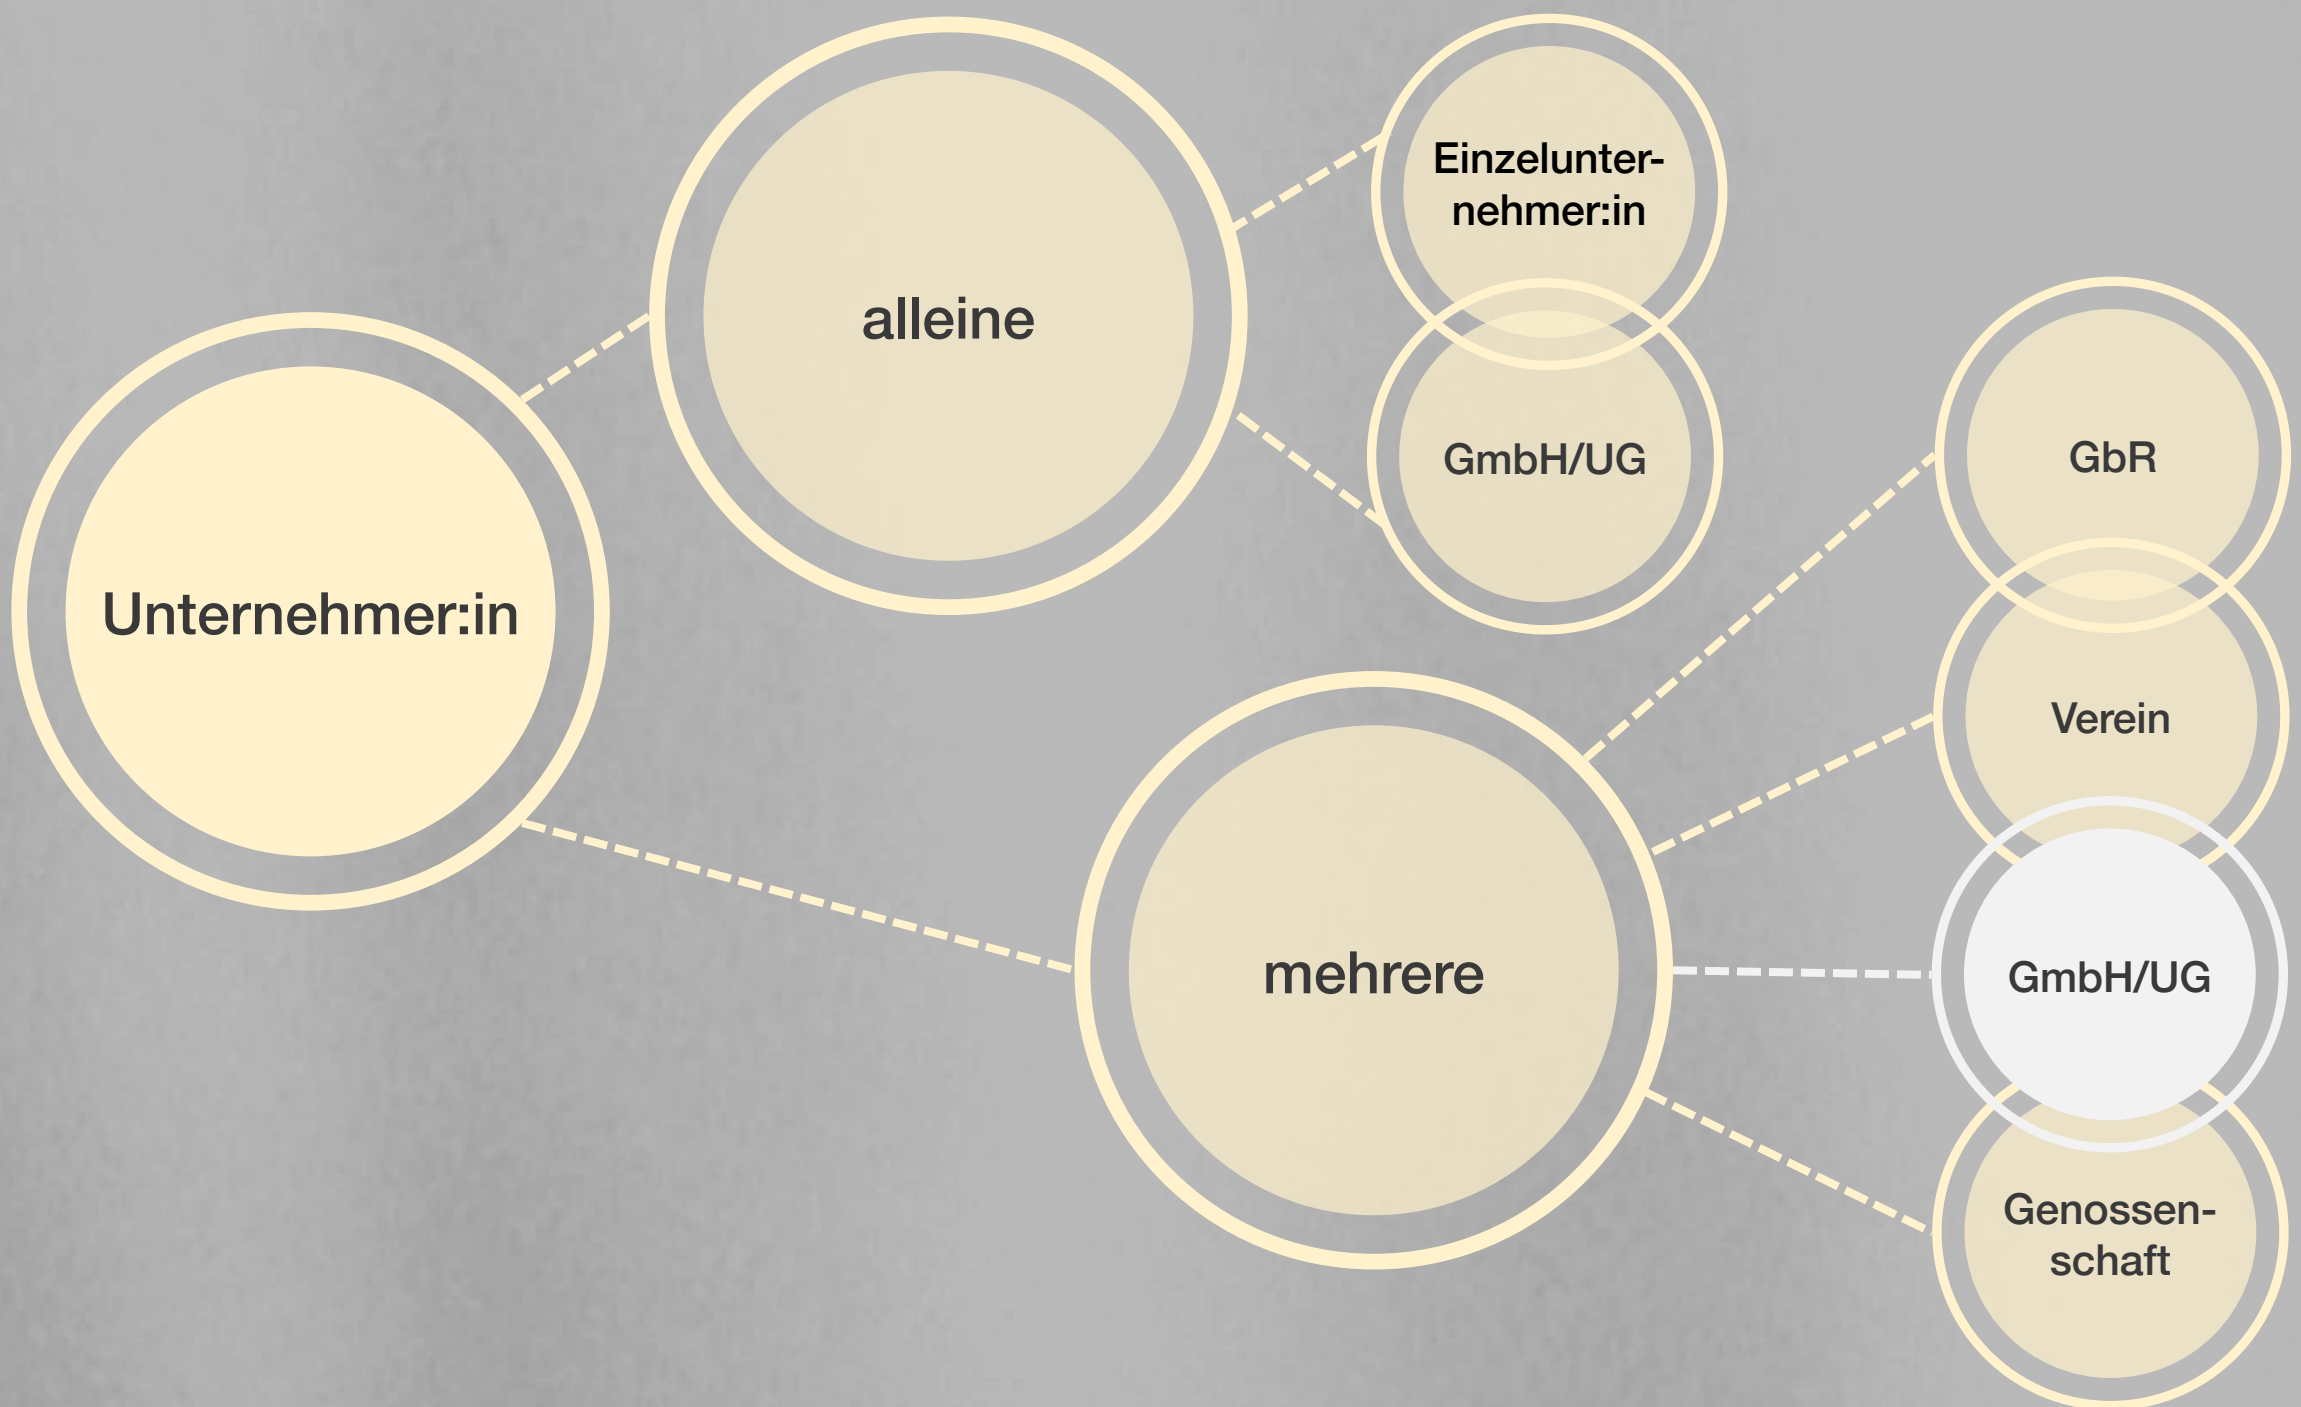 Unternehmer:in
alleine
Einzelunter-
nehmer:in
GmbH/UG
mehrere
GbR
Verein
GmbH/UG
Genossen-
schaft